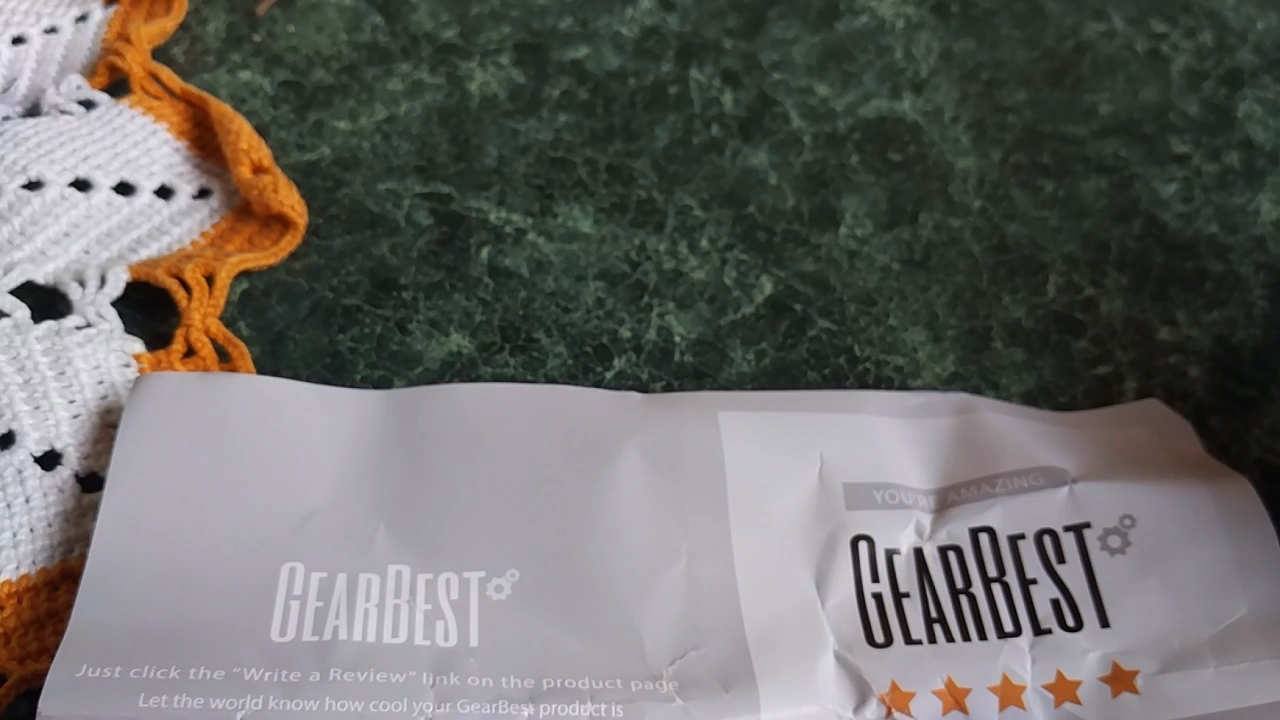 GEARBEST
Just click the "Write a Review" link on the product page
Let the world know how cool your GearBest product is
YOU'RE AMAZING
GEARBEST